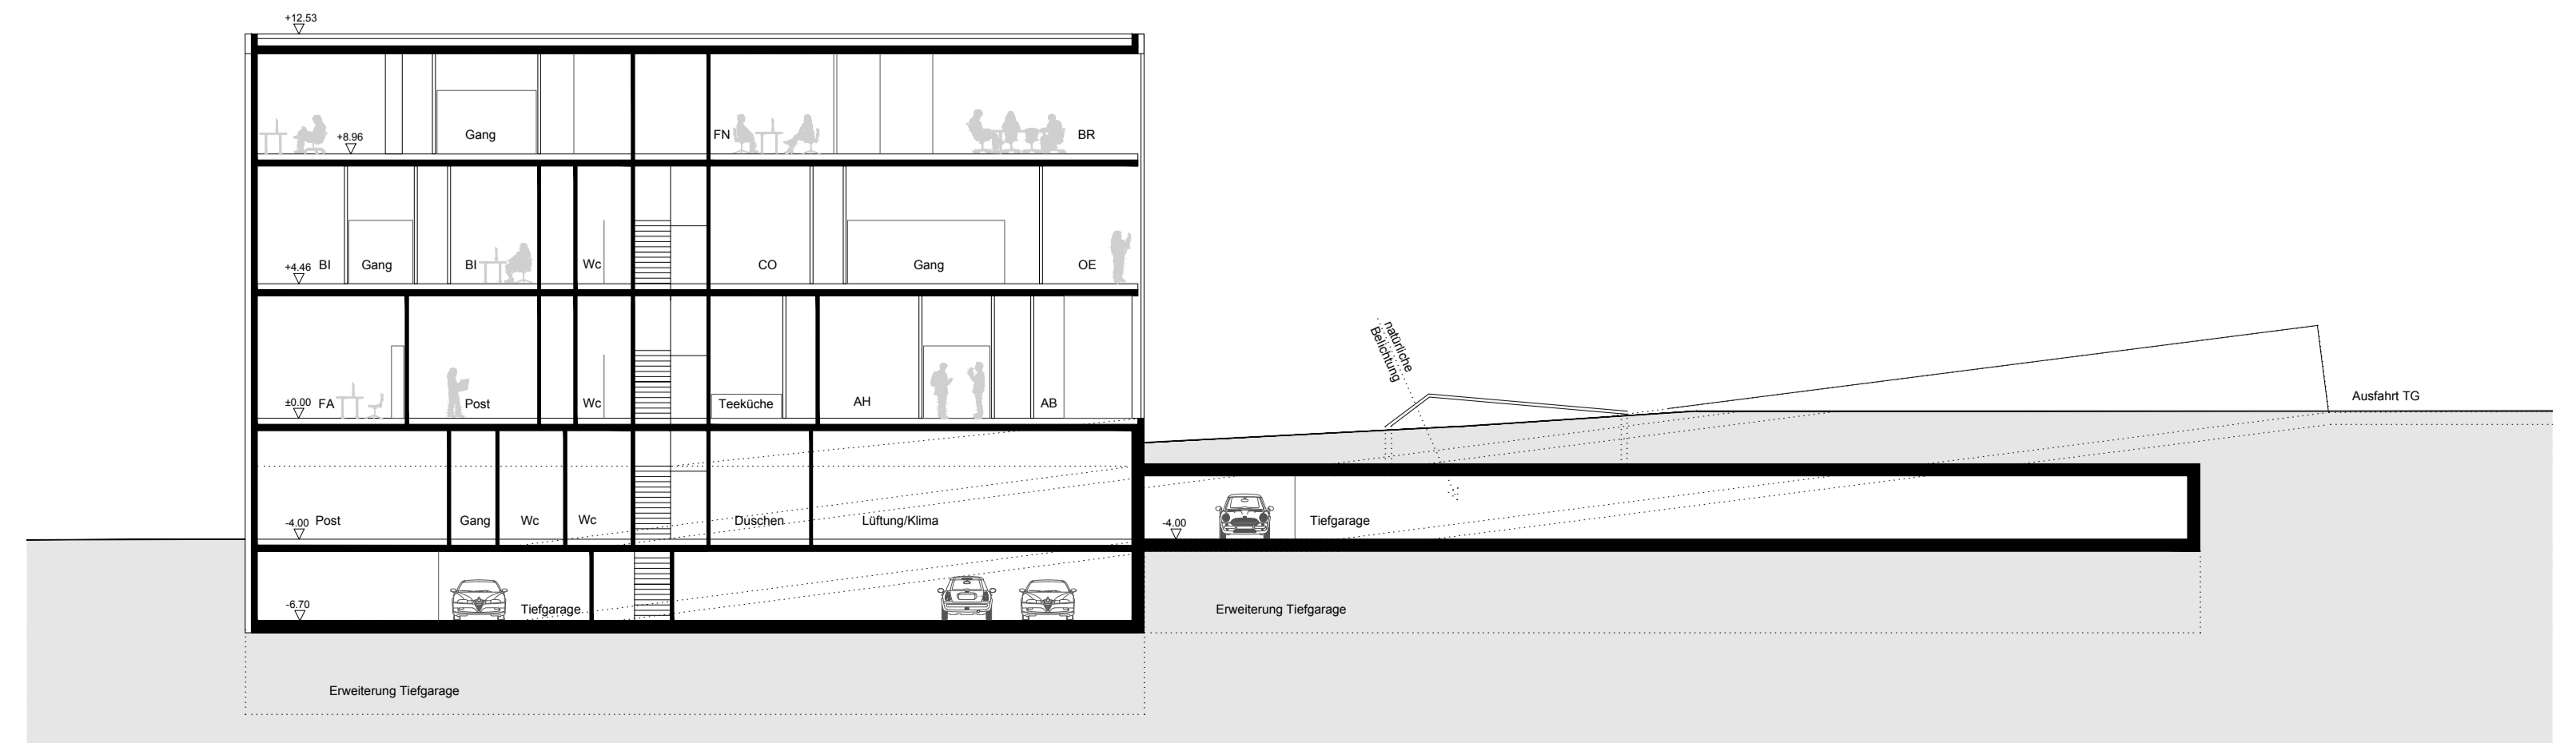 +12.53
Gang
FN
BR
+8.96
+4.46
BI
Gang
BI
Wc
CO
Gang
OE
natürliche
Belichtung
±0.00
FA
Post
Wc
Teeküche
AH
AB
Ausfahrt TG
-4.00
Post
Gang
Wc
Wc
Duschen
Lüftung/Klima
-4.00
Tiefgarage
-6.70
Tiefgarage
Erweiterung Tiefgarage
Erweiterung Tiefgarage